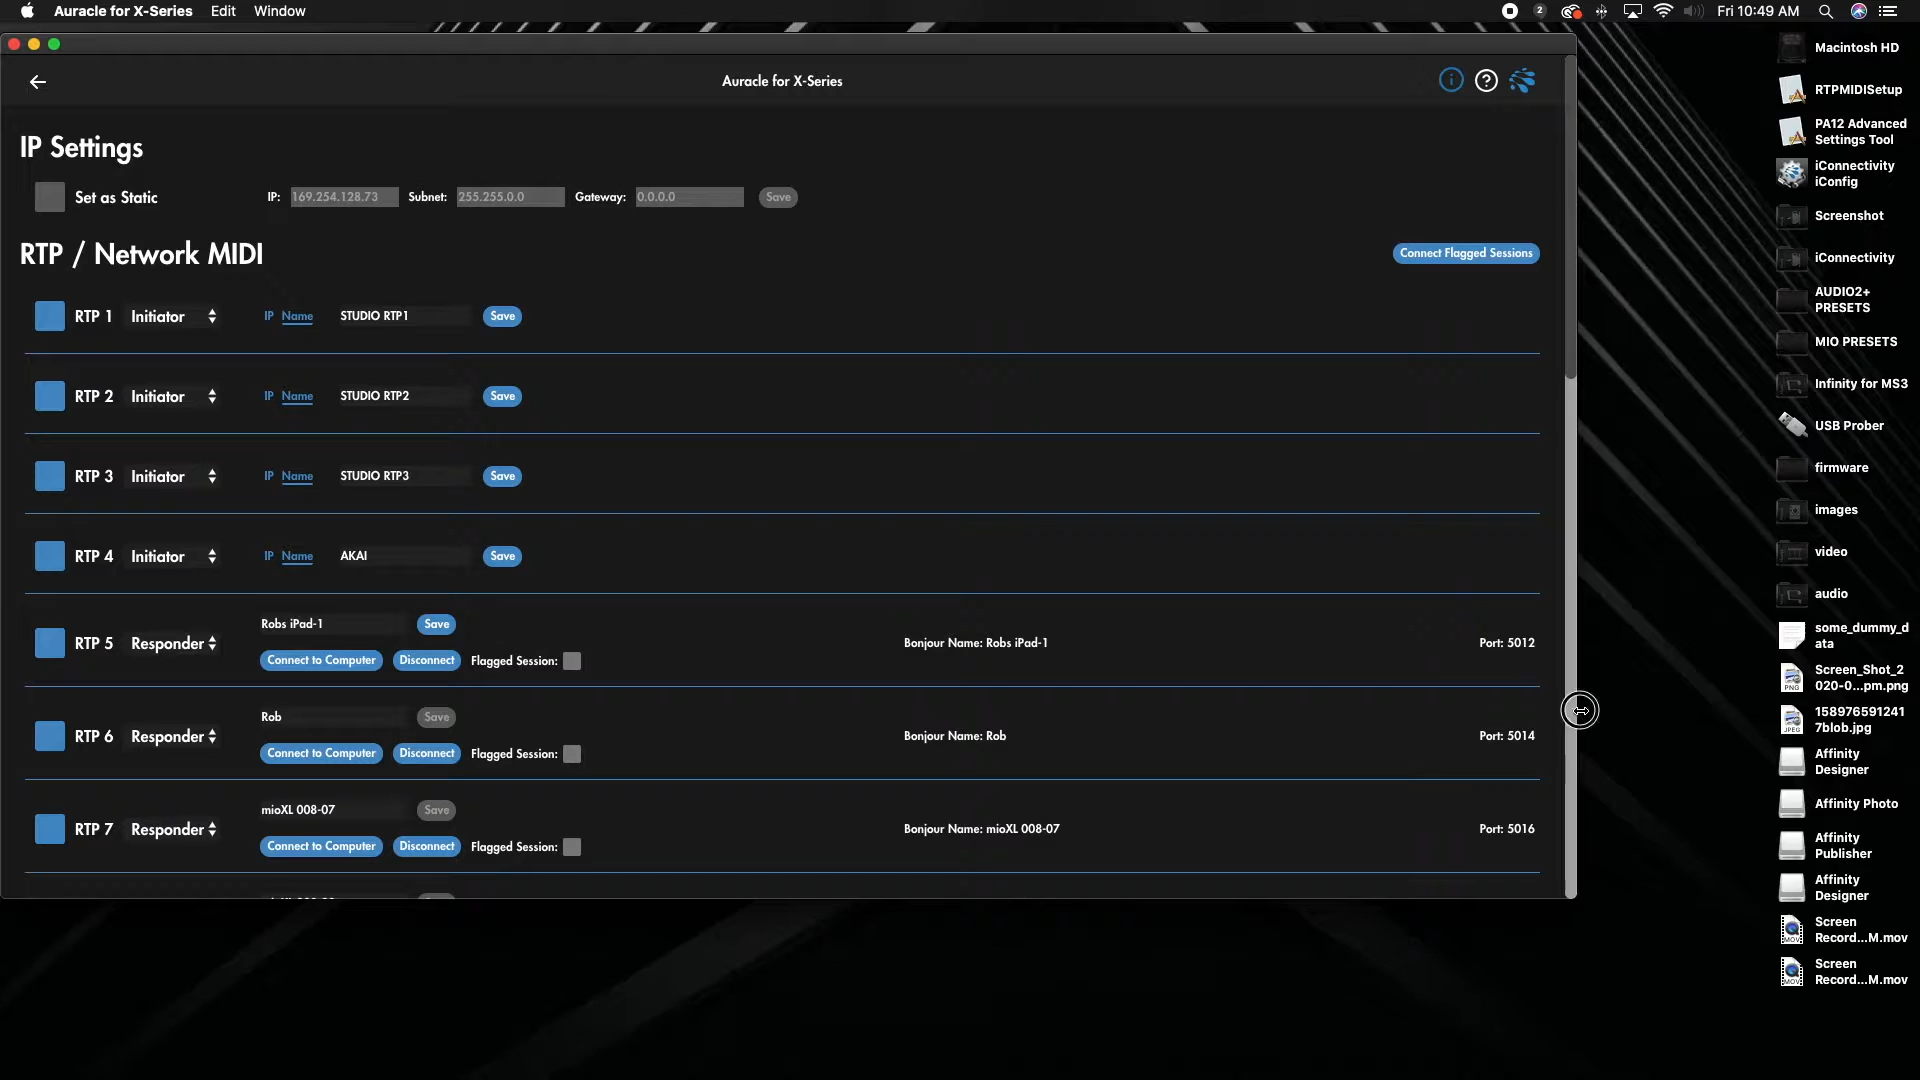 Auracle for X-Series Edit Window
2 Fri 10:49 AM
Auracle for X-Series
IP Settings
Set as Static IP: 169.254.128.73 Subnet: 255.255.0.0 Gateway: 0.0.0.0 Save
RTP / Network MIDI Connect Flagged Sessions
RTP 1 Initiator IP Name STUDIO RTP1 Save
RTP 2 Initiator IP Name STUDIO RTP2 Save
RTP 3 Initiator IP Name STUDIO RTP3 Save
RTP 4 Initiator IP Name AKAI Save
Robs iPad-1 Save
RTP 5 Responder Bonjour Name: Robs iPad-1 Port: 5012
Connect to Computer Disconnect Flagged Session:
Rob Save
RTP 6 Responder Bonjour Name: Rob Port: 5014
Connect to Computer Disconnect Flagged Session:
mioXL 008-07 Save
RTP 7 Responder Bonjour Name: mioXL 008-07 Port: 5016
Connect to Computer Disconnect Flagged Session:
Macintosh HD
RTPMIDISetup
PA12 Advanced
Settings Tool
iConnectivity
iConfig
Screenshot
iConnectivity
AUDIO2+
PRESETS
MIO PRESETS
Infinity for MS3
USB Prober
firmware
images
video
audio
some_dummy_d
ata
Screen_Shot_2
020-0...pm.png
PNG
158976591241
7blob.jpg
JPEG
Affinity
Designer
Affinity Photo
Affinity
Publisher
Affinity
Designer
Screen
Record...M.mov
MOV
Screen
Record...M.mov
MOV